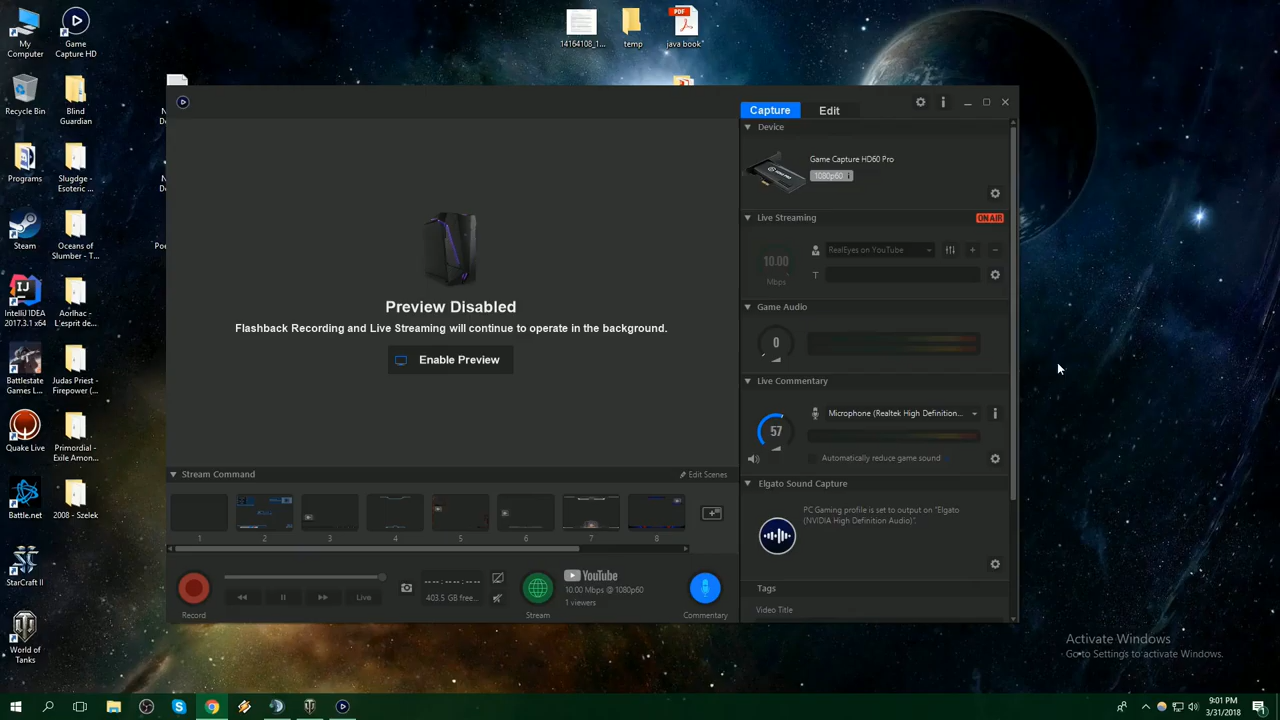 My
Computer
Game
Capture HD
Recycle Bin
Blind
Guardian
Programs
Slugdge -
Esoteric ...
Steam
Oceans of
Slumber - T...
IntelliJ IDEA
2017.3.1 x64
Aorlhac -
L'esprit de...
Battlestate
Games L...
Judas Priest -
Firepower (...
Quake Live
Primordial -
Exile Amon...
Battle.net
2008 - Szelek
StarCraft II
World of
Tanks
14164108_1...
temp
PDF
java book"
Capture
Edit
Device
Game Capture HD60 Pro
1080p60 i
Live Streaming
ON AIR
10.00
Mbps
RealEyes on YouTube
T
Game Audio
0
Live Commentary
57
Microphone (Realtek High Definition...
Automatically reduce game sound
Elgato Sound Capture
PC Gaming profile is set to output on "Elgato
(NVIDIA High Definition Audio)".
Tags
Video Title
Preview Disabled
Flashback Recording and Live Streaming will continue to operate in the background.
Enable Preview
Stream Command
Edit Scenes
1
2
3
4
5
6
7
8
Record
Live
--:--:--
403.5 GB free...
Stream
YouTube
10.00 Mbps @ 1080p60
1 viewers
Commentary
Activate Windows
Go to Settings to activate Windows.
9:01 PM
3/31/2018